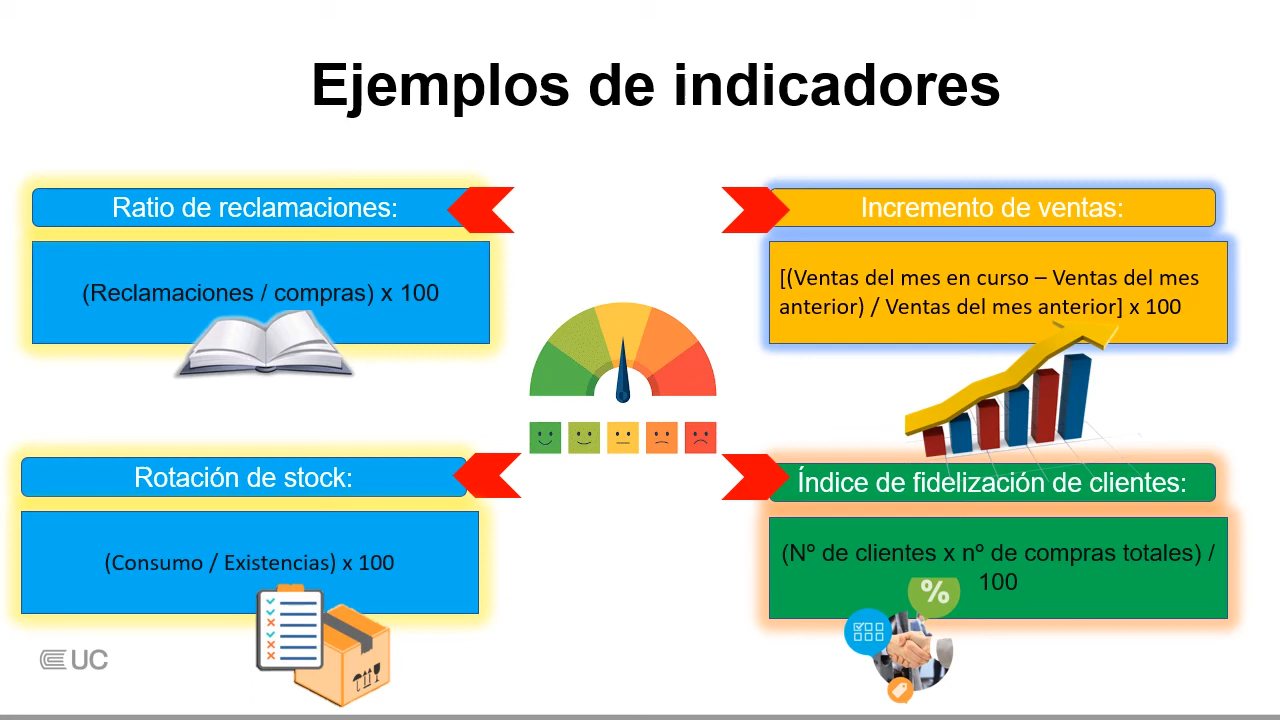 Ejemplos de indicadores
Ratio de reclamaciones:
(Reclamaciones / compras) x 100
Incremento de ventas:
[(Ventas del mes en curso – Ventas del mes
anterior) / Ventas del mes anterior] x 100
Rotación de stock:
(Consumo / Existencias) x 100
Índice de fidelización de clientes:
(Nº de clientes x nº de compras totales) /
100
%
UC